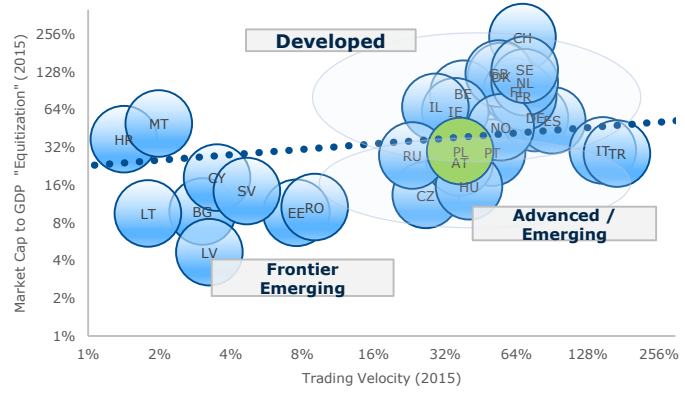 Market Cap to GDP "Equitization" (2015)
256%
128%
64%
32%
16%
8%
4%
2%
1%
1%
2%
4%
8%
16%
32%
64%
128%
256%
Trading Velocity (2015)
Developed
Advanced /
Emerging
Frontier
Emerging
CH
SE
DK
NL
FI
FR
BE
IL
IE
DE
ES
NO
HR
MT
RU
PL
AT
PT
IT
TR
CY
SV
CZ
HU
LT
BG
EE
RO
LV